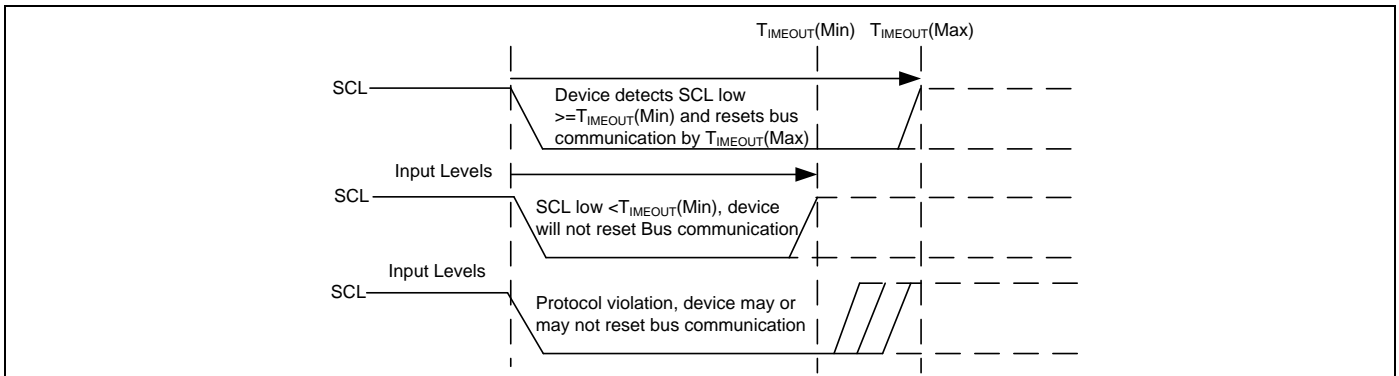 TIMEOUT(Min) TIMEOUT(Max)
SCL
Device detects SCL low
>=TIMEOUT(Min) and resets bus
communication by TIMEOUT(Max)
Input Levels
SCL
SCL low <TIMEOUT(Min), device
will not reset Bus communication
Input Levels
SCL
Protocol violation, device may or
may not reset bus communication